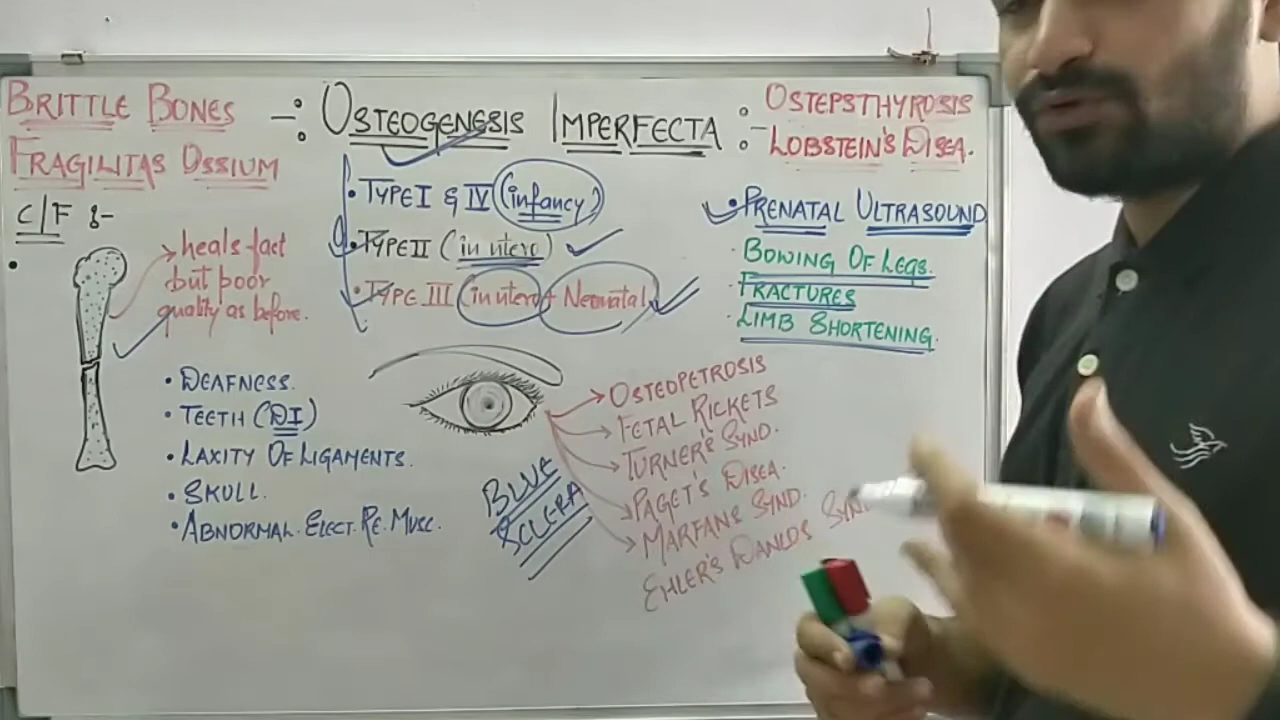 BRITTLE BONES -: OSTEOGENESIS IMPERFECTA :- OSTEPSTHYROSIS
FRAGILITAS OSSIUM
LOBSTEIN'S DISEA.
C/F :-
heals fact
but poor
quality as before.
• DEAFNESS.
• TEETH (DI)
• LAXITY OF LIGAMENTS.
• SKULL.
• ABNORMAL. ELECT. RE. MUSC.
• TYPE I & IV (infancy)
• TYPE II (in utero)
• TYPE III (in utero + Neonatal)
BLUE
SCLERA
OSTEOPETROSIS
FETAL RICKETS
TURNER'S SYND.
PAGET'S DISEA.
MARFANS SYND.
EHLER'S DANLOS SYN
• PRENATAL ULTRASOUND
· BOWING OF LEGS.
· FRACTURES
· LIMB SHORTENING.